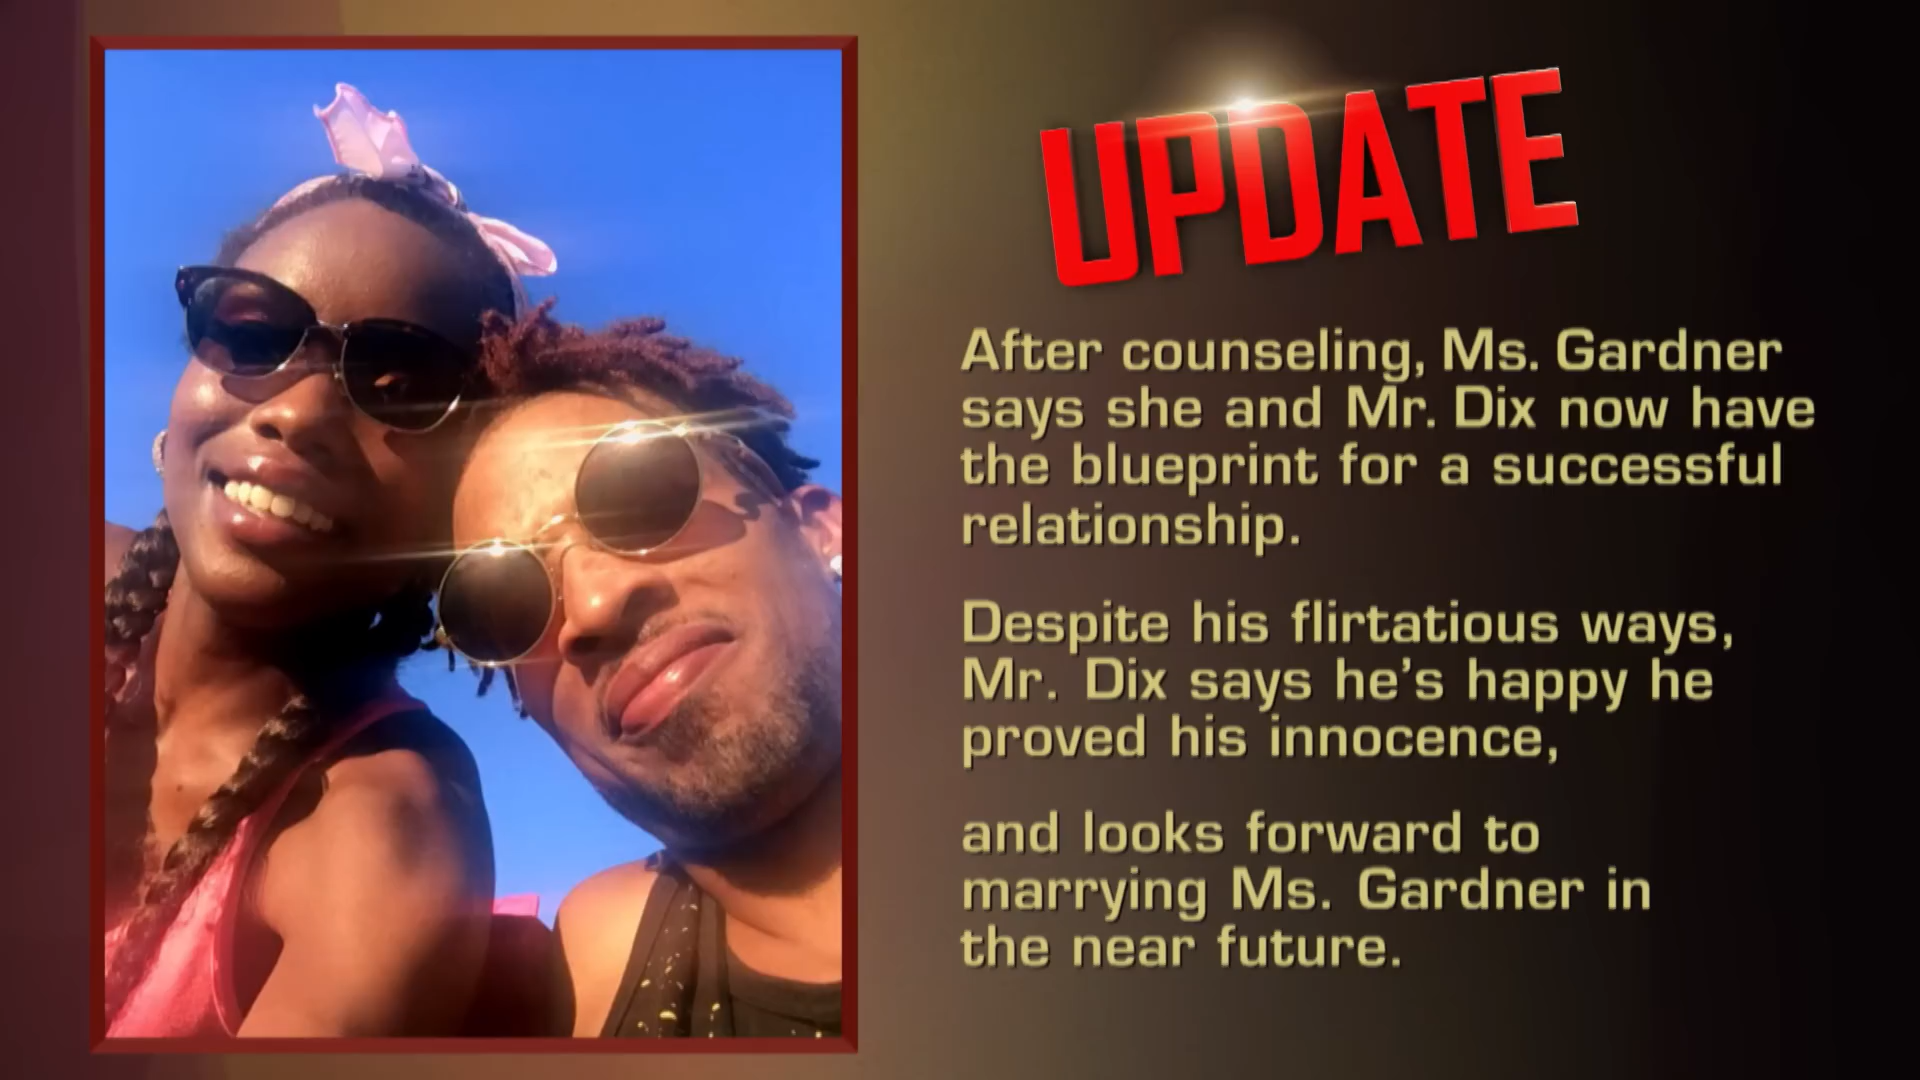 UPDATE
After counseling, Ms. Gardner
says she and Mr. Dix now have
the blueprint for a successful
relationship.
Despite his flirtatious ways,
Mr. Dix says he's happy he
proved his innocence,
and looks forward to
marrying Ms. Gardner in
the near future.